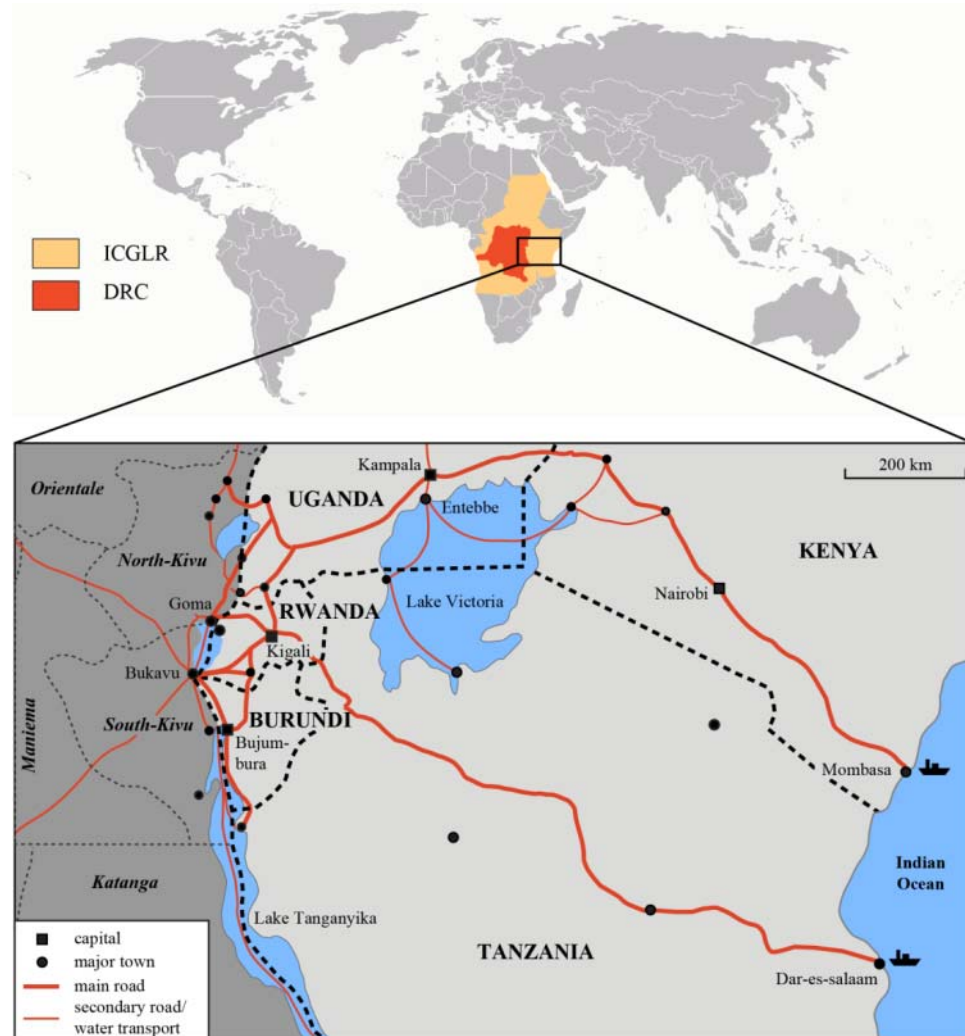 ICGLR
DRC
200 km
Kampala
Orientale
UGANDA
Entebbe
KENYA
North-Kivu
Nairobi
Goma
RWANDA
Lake Victoria
Kigali
Bukavu
Maniema
South-Kivu
BURUNDI
Bujum-
bura
Mombasa
Indian
Ocean
Katanga
Lake Tanganyika
capital
major town
TANZANIA
main road
Dar-es-salaam
secondary road/
water transport